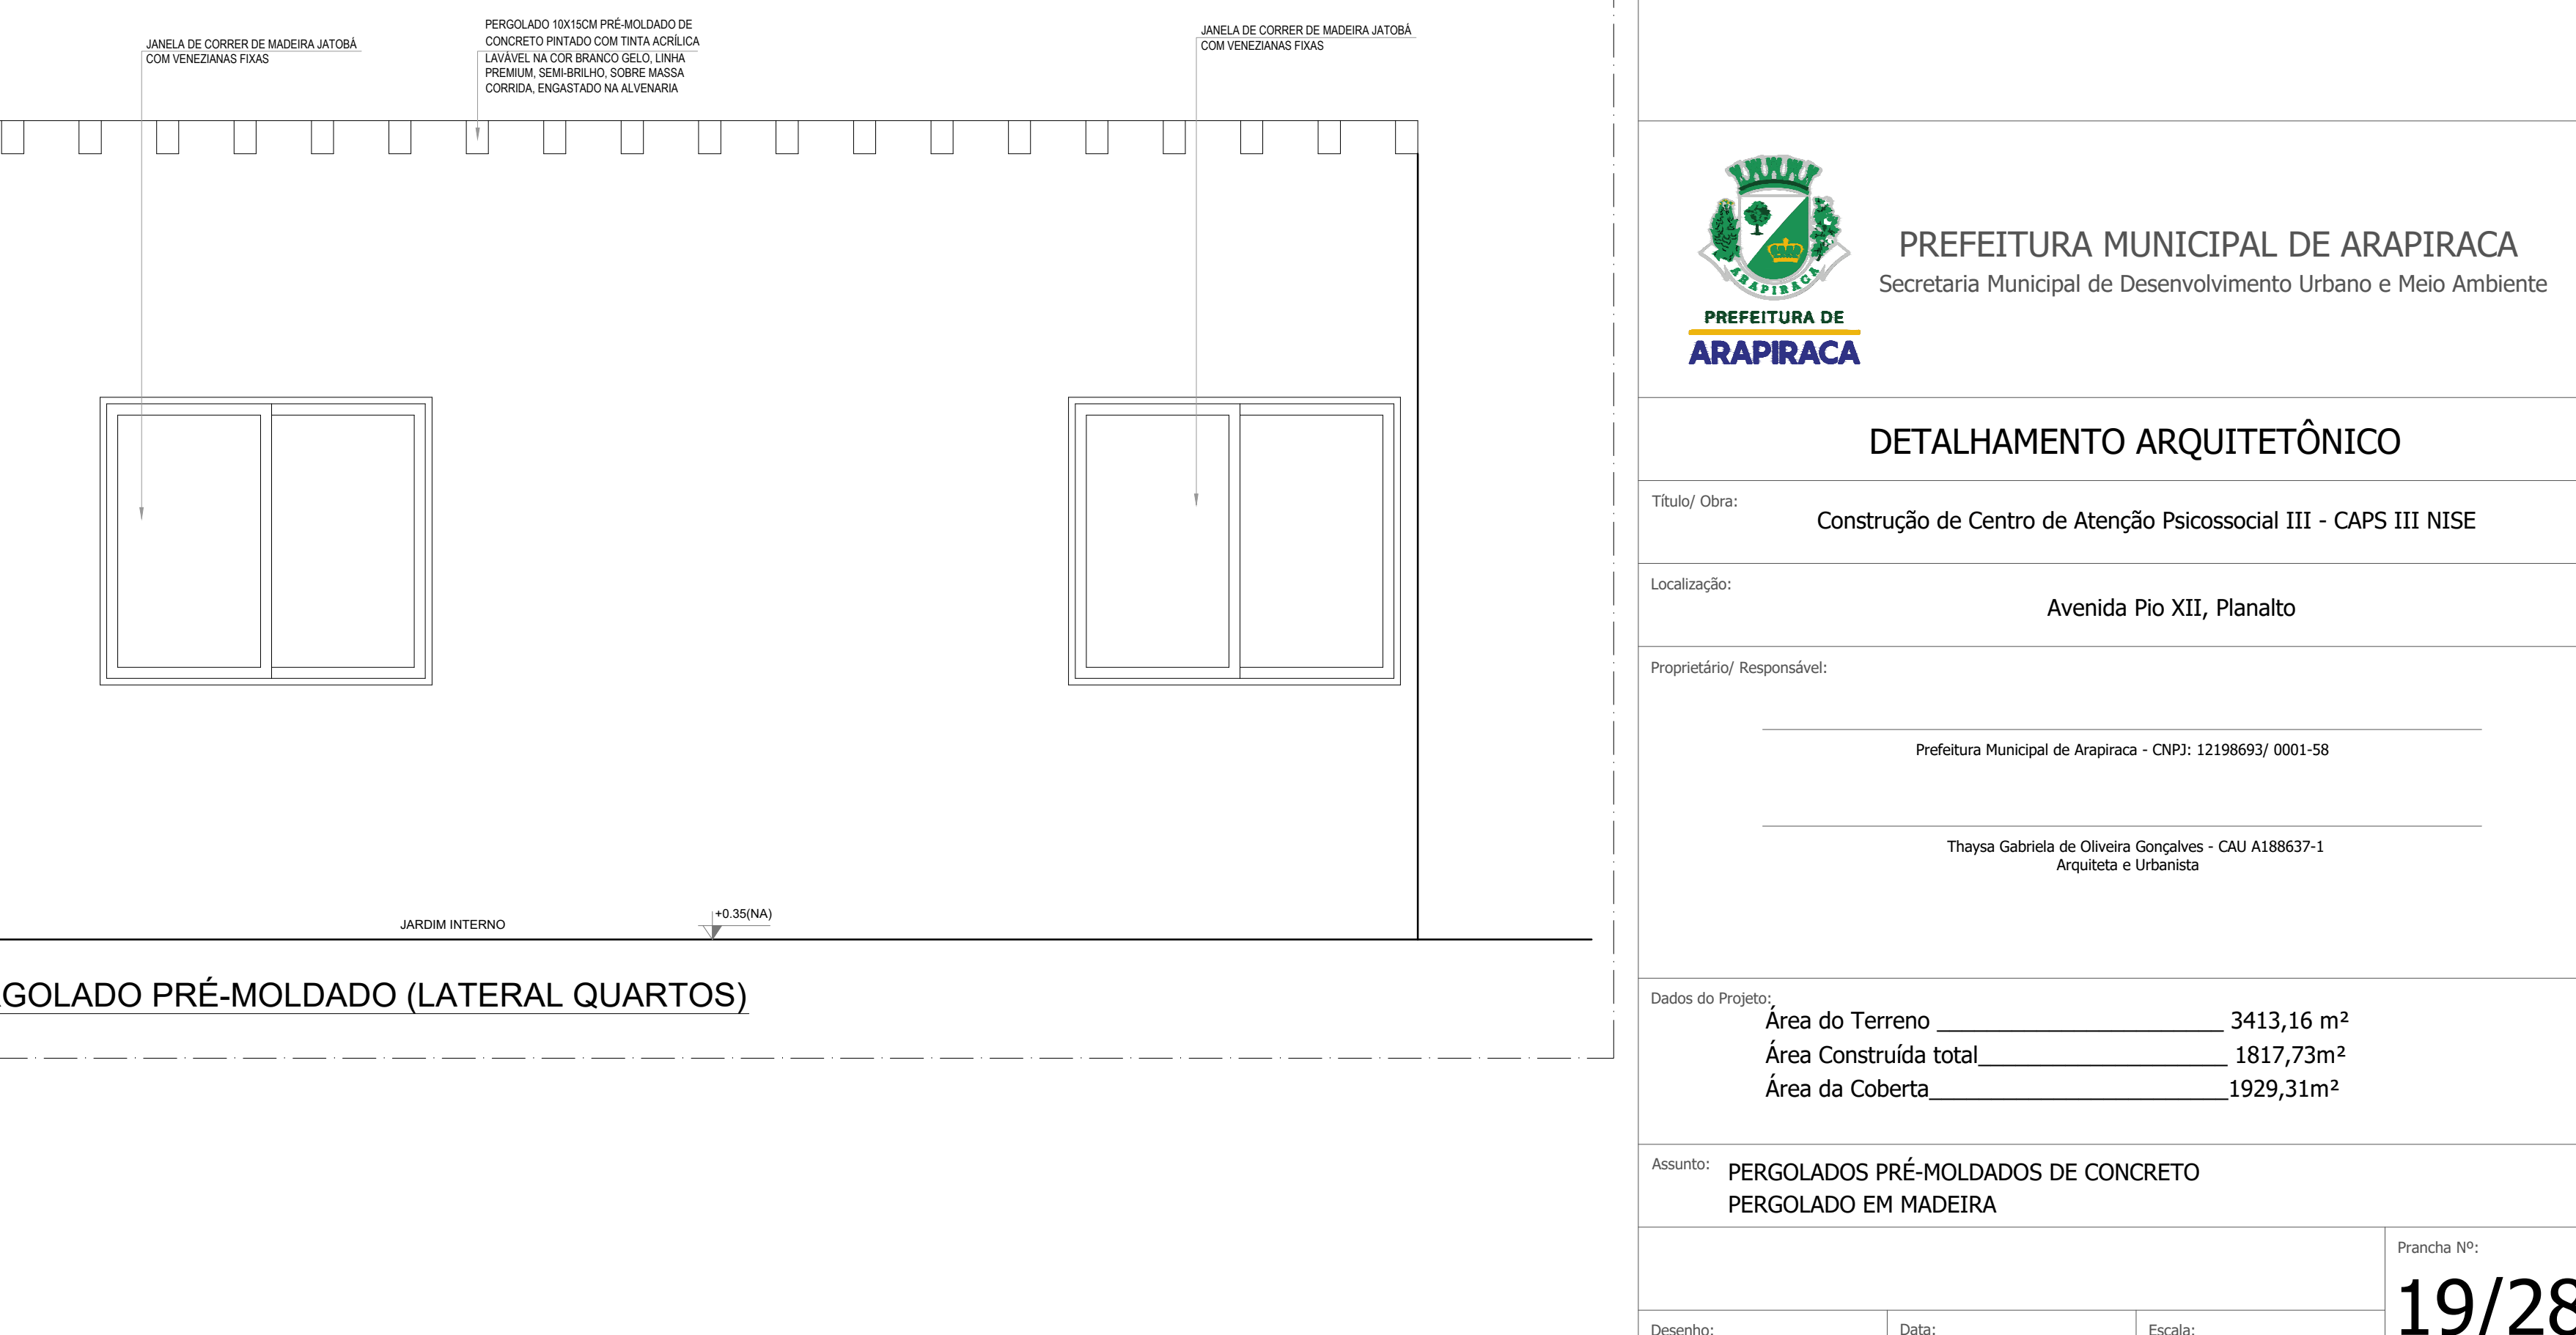 JANELA DE CORRER DE MADEIRA JATOBÁ
COM VENEZIANAS FIXAS
PERGOLADO 10X15CM PRÉ-MOLDADO DE
CONCRETO PINTADO COM TINTA ACRÍLICA
LAVÁVEL NA COR BRANCO GELO, LINHA
PREMIUM, SEMI-BRILHO, SOBRE MASSA
CORRIDA, ENGASTADO NA ALVENARIA
JANELA DE CORRER DE MADEIRA JATOBÁ
COM VENEZIANAS FIXAS
JARDIM INTERNO
+0.35(NA)
GOLADO PRÉ-MOLDADO (LATERAL QUARTOS)
ARAPIRACA
PREFEITURA DE
ARAPIRACA
PREFEITURA MUNICIPAL DE ARAPIRACA
Secretaria Municipal de Desenvolvimento Urbano e Meio Ambiente
DETALHAMENTO ARQUITETÔNICO
Título/ Obra:
Construção de Centro de Atenção Psicossocial III - CAPS III NISE
Localização:
Avenida Pio XII, Planalto
Proprietário/ Responsável:
Prefeitura Municipal de Arapiraca - CNPJ: 12198693/ 0001-58
Thaysa Gabriela de Oliveira Gonçalves - CAU A188637-1
Arquiteta e Urbanista
Dados do Projeto:
Área do Terreno ________________________ 3413,16 m²
Área Construída total_____________________ 1817,73m²
Área da Coberta_________________________1929,31m²
Assunto:
PERGOLADOS PRÉ-MOLDADOS DE CONCRETO
PERGOLADO EM MADEIRA
Prancha Nº:
19/28
Desenho:
Data:
Escala: